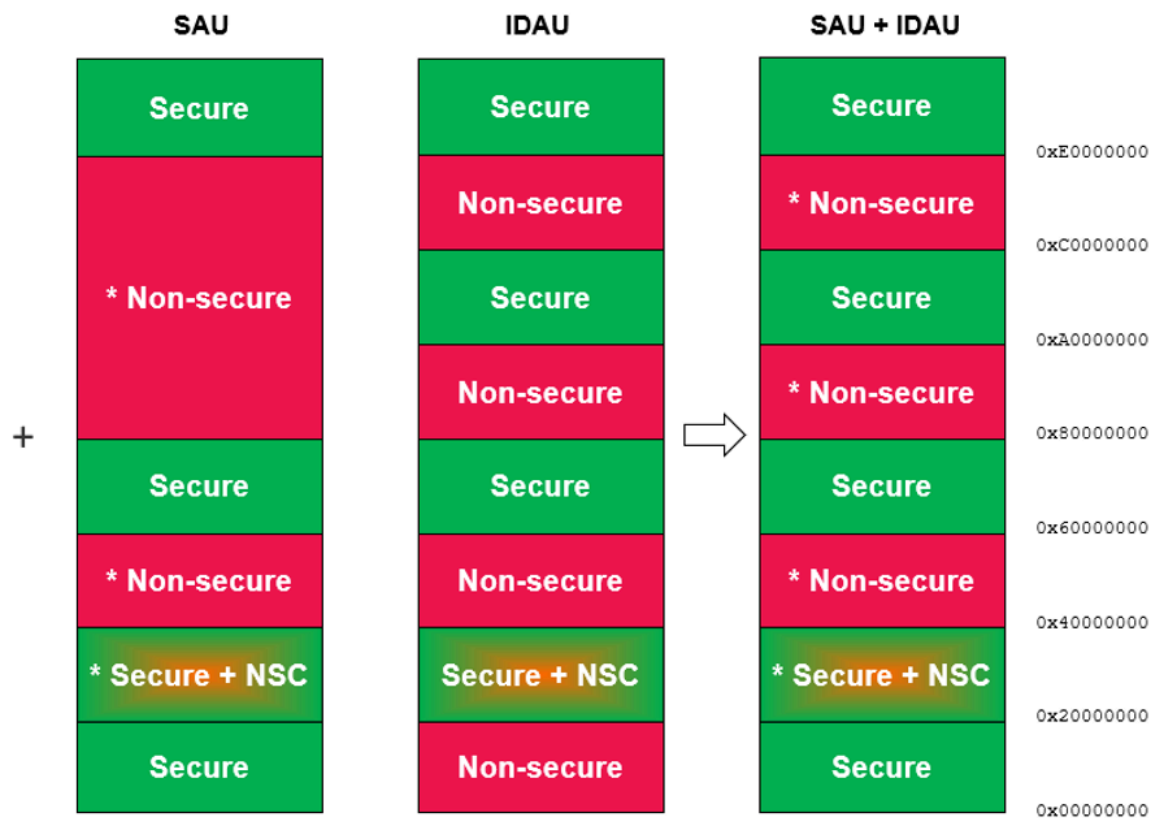 SAU
IDAU
SAU + IDAU
Secure
Secure
Secure
0xE0000000
* Non-secure
Non-secure
* Non-secure
0xC0000000
Secure
Secure
0xA0000000
Non-secure
* Non-secure
+
0x80000000
Secure
Secure
Secure
0x60000000
* Non-secure
Non-secure
* Non-secure
0x40000000
* Secure + NSC
Secure + NSC
* Secure + NSC
0x20000000
Secure
Non-secure
Secure
0x00000000